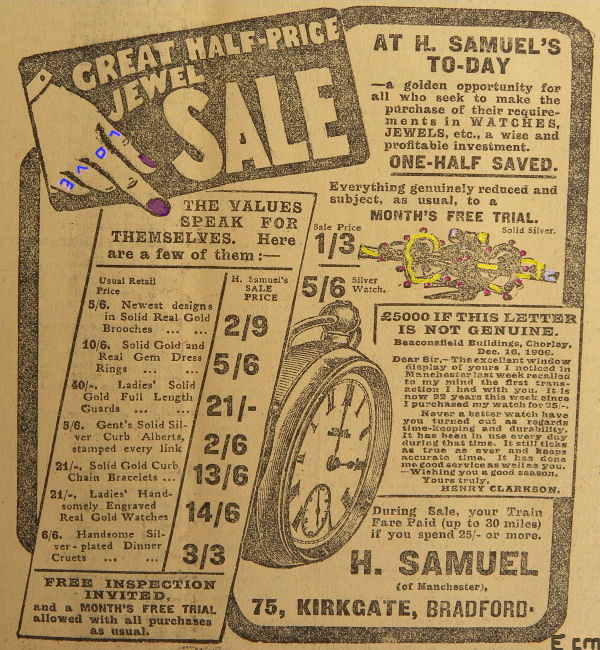 GREAT HALF-PRICE
JEWEL
SALE
LOVE
AT H. SAMUEL'S
TO-DAY
—a golden opportunity for
all who seek to make the
purchase of their require-
ments in WATCHES,
JEWELS, etc., a wise and
profitable investment.
ONE-HALF SAVED.
Everything genuinely reduced and
subject, as usual, to a
MONTH'S FREE TRIAL.
Sale Price
1/3
Solid Silver.
5/6 Silver
Watch.
THE VALUES
SPEAK FOR
THEMSELVES. Here
are a few of them:—
Usual Retail
Price
H. Samuel's
SALE
PRICE
5/6. Newest designs
in Solid Real Gold
Brooches ... ...
2/9
10/6. Solid Gold and
Real Gem Dress
Rings ... ...
5/6
40/-. Ladies' Solid
Gold Full Length
Guards ... ...
21/-
5/6. Gent's Solid Sil-
ver Curb Alberts,
stamped every link
2/6
21/-. Solid Gold Curb
Chain Bracelets ...
13/6
21/-. Ladies' Hand-
somely Engraved
Real Gold Watches
14/6
6/6. Handsome Sil-
ver-plated Dinner
Cruets ... ...
3/3
FREE INSPECTION
INVITED,
and a MONTH'S FREE TRIAL
allowed with all purchases
as usual.
£5000 IF THIS LETTER
IS NOT GENUINE.
Beaconsfield Buildings, Chorley,
Dec. 16, 1906.
Dear Sir,—The excellent window
display of yours I noticed in
Manchester last week recalled
to my mind the first trans-
action I had with you. It is
now 22 years this week since
I purchased my watch for 25/-.
Never a better watch have
you turned out as regards
time-keeping and durability.
It has been in use every day
during that time. It still ticks
as true as ever and keeps
accurate time. It has done
me good service as well as you.
—Wishing you a good season,
Yours truly,
HENRY CLARKSON.
During Sale, your Train
Fare Paid (up to 30 miles)
if you spend 25/- or more.
H. SAMUEL
(of Manchester),
75, KIRKGATE, BRADFORD.